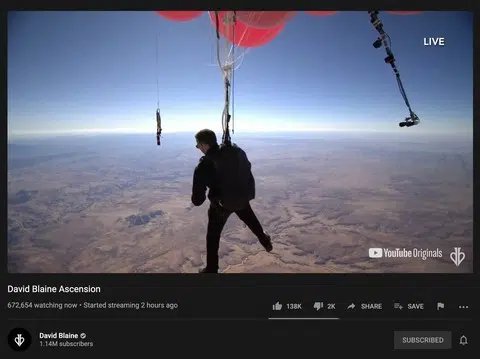 LIVE
YouTube Originals
David Blaine Ascension
672,654 watching now • Started streaming 2 hours ago
138K
2K
SHARE
SAVE
David Blaine
1.14M subscribers
SUBSCRIBED